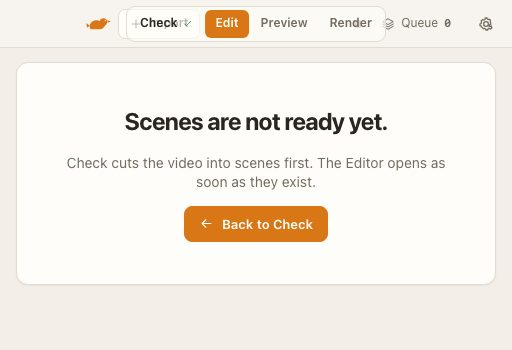 Check Edit Preview Render Queue 0
Scenes are not ready yet.
Check cuts the video into scenes first. The Editor opens as
soon as they exist.
← Back to Check